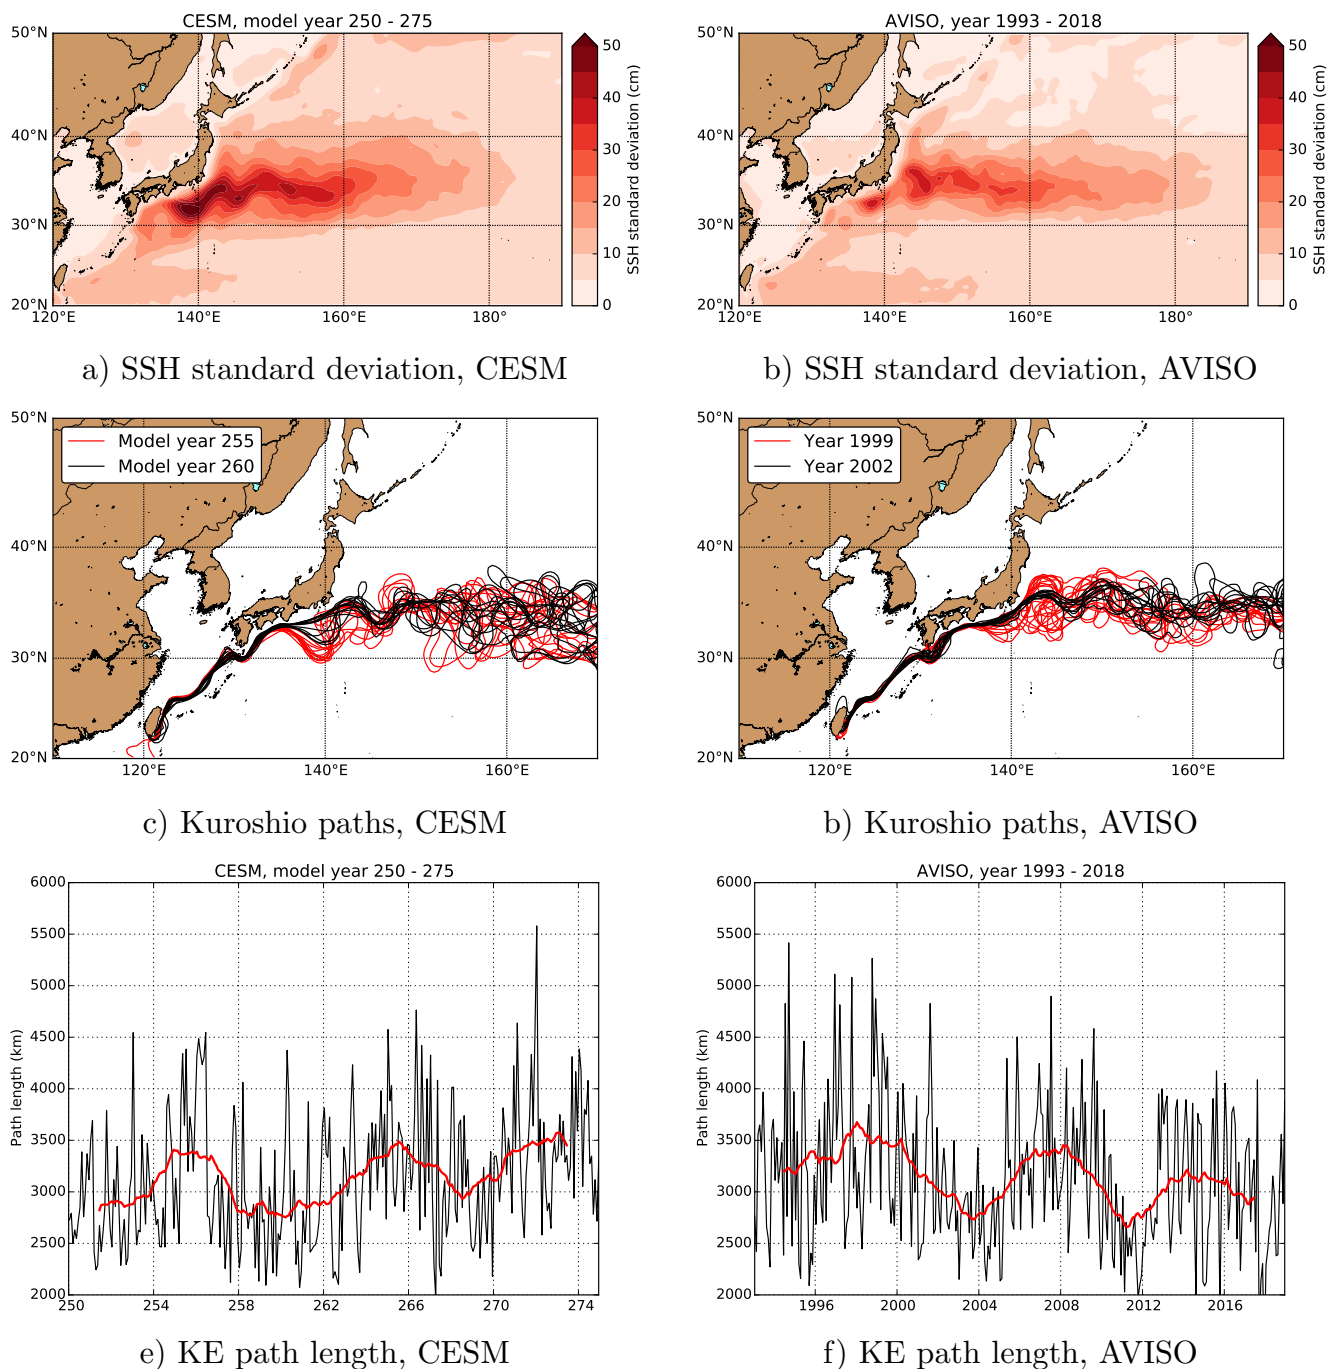 CESM, model year 250 - 275
50°N
40°N
30°N
20°N
120°E
140°E
160°E
180°
50
40
30
20
10
0
SSH standard deviation (cm)
a) SSH standard deviation, CESM
AVISO, year 1993 - 2018
50°N
40°N
30°N
20°N
120°E
140°E
160°E
180°
50
40
30
20
10
0
SSH standard deviation (cm)
b) SSH standard deviation, AVISO
Model year 255
Model year 260
50°N
40°N
30°N
20°N
120°E
140°E
160°E
c) Kuroshio paths, CESM
Year 1999
Year 2002
50°N
40°N
30°N
20°N
120°E
140°E
160°E
b) Kuroshio paths, AVISO
CESM, model year 250 - 275
Path length (km)
6000
5500
5000
4500
4000
3500
3000
2500
2000
250
254
258
262
266
270
274
e) KE path length, CESM
AVISO, year 1993 - 2018
Path length (km)
6000
5500
5000
4500
4000
3500
3000
2500
2000
1996
2000
2004
2008
2012
2016
f) KE path length, AVISO